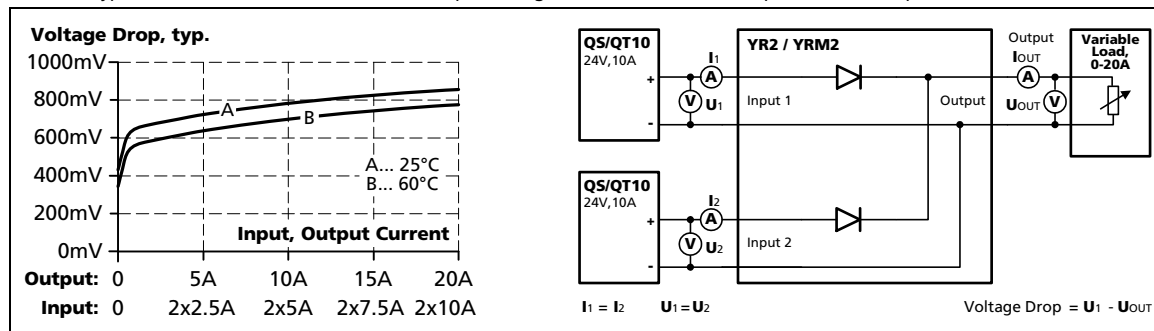 Voltage Drop, typ.
1000mV
800mV
600mV
400mV
200mV
0mV
A
B
A... 25°C
B... 60°C
Input, Output Current
Output: 0 5A 10A 15A 20A
Input: 0 2x2.5A 2x5A 2x7.5A 2x10A
QS/QT10
24V,10A
+
-
I1
A
V U1
YR2 / YRM2
Input 1
Output
Output
IOUT
A
UOUT V
Variable
Load,
0-20A
QS/QT10
24V,10A
+
-
I2
A
V U2
Input 2
I1 = I2 U1=U2
Voltage Drop = U1 - UOUT